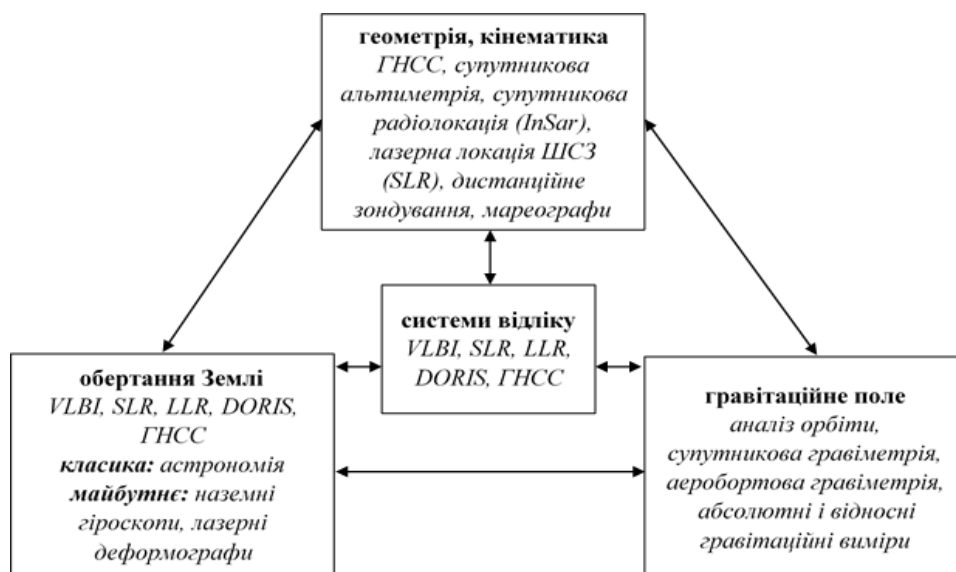 геометрія, кінематика
ГНСС, супутникова
альтиметрія, супутникова
радіолокація (InSar),
лазерна локація ШСЗ
(SLR), дистанційне
зондування, мареографи
системи відліку
VLBI, SLR, LLR,
DORIS, ГНСС
обертання Землі
VLBI, SLR, LLR, DORIS,
ГНСС
класика: астрономія
майбутнє: наземні
гіроскопи, лазерні
деформографи
гравітаційне поле
аналіз орбіти,
супутникова гравіметрія,
аеробортова гравіметрія,
абсолютні і відносні
гравітаційні виміри